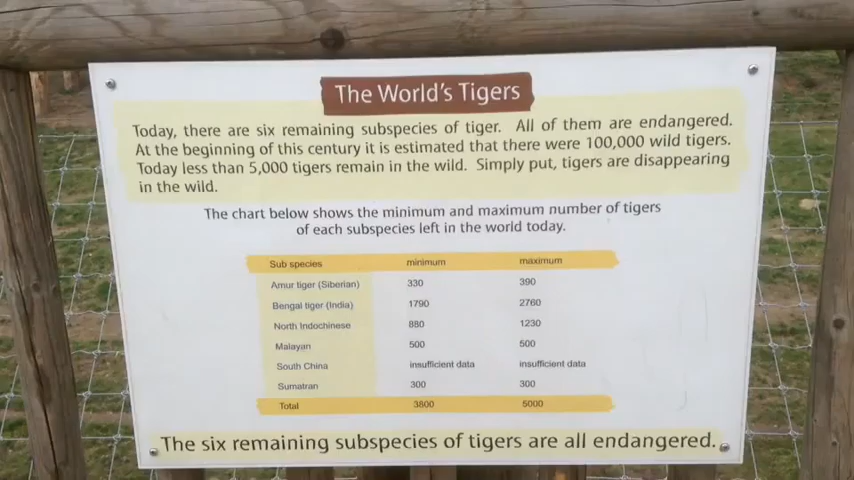 The World's Tigers
Today, there are six remaining subspecies of tiger. All of them are endangered.
At the beginning of this century it is estimated that there were 100,000 wild tigers.
Today less than 5,000 tigers remain in the wild. Simply put, tigers are disappearing
in the wild.
The chart below shows the minimum and maximum number of tigers
of each subspecies left in the world today.
Sub species minimum maximum
Amur tiger (Siberian) 330 390
Bengal tiger (India) 1790 2760
North Indochinese 880 1230
Malayan 500 500
South China insufficient data insufficient data
Sumatran 300 300
Total 3800 5000
The six remaining subspecies of tigers are all endangered.